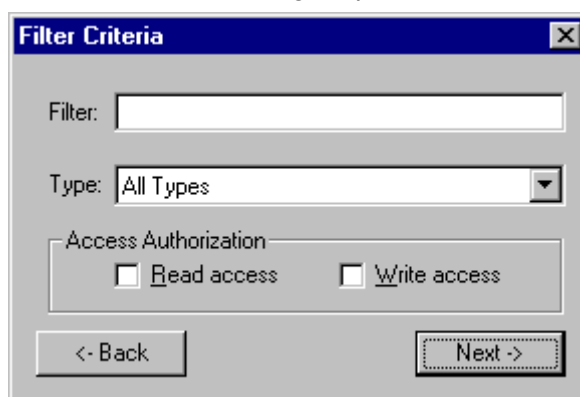 Filter Criteria
Filter:
Type: All Types
Access Authorization
Read access Write access
<- Back Next ->